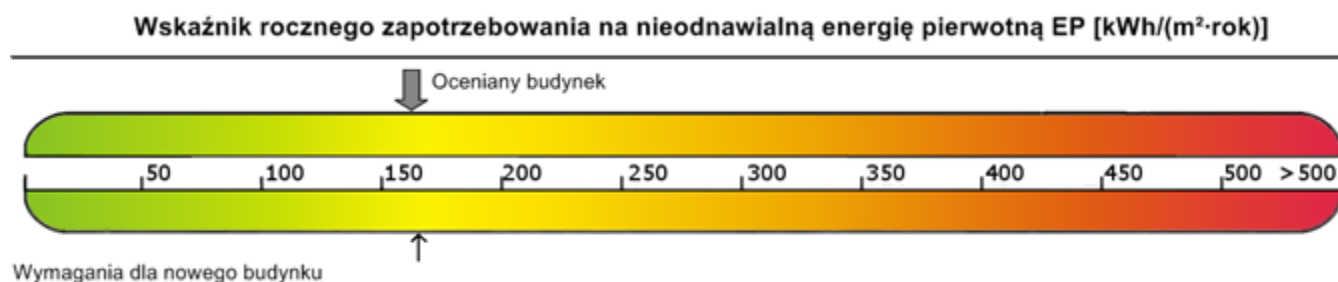 Wskaźnik rocznego zapotrzebowania na nieodnawialną energię pierwotną EP [kWh/(m²·rok)]
Oceniany budynek
50 100 150 200 250 300 350 400 450 500 > 500
Wymagania dla nowego budynku